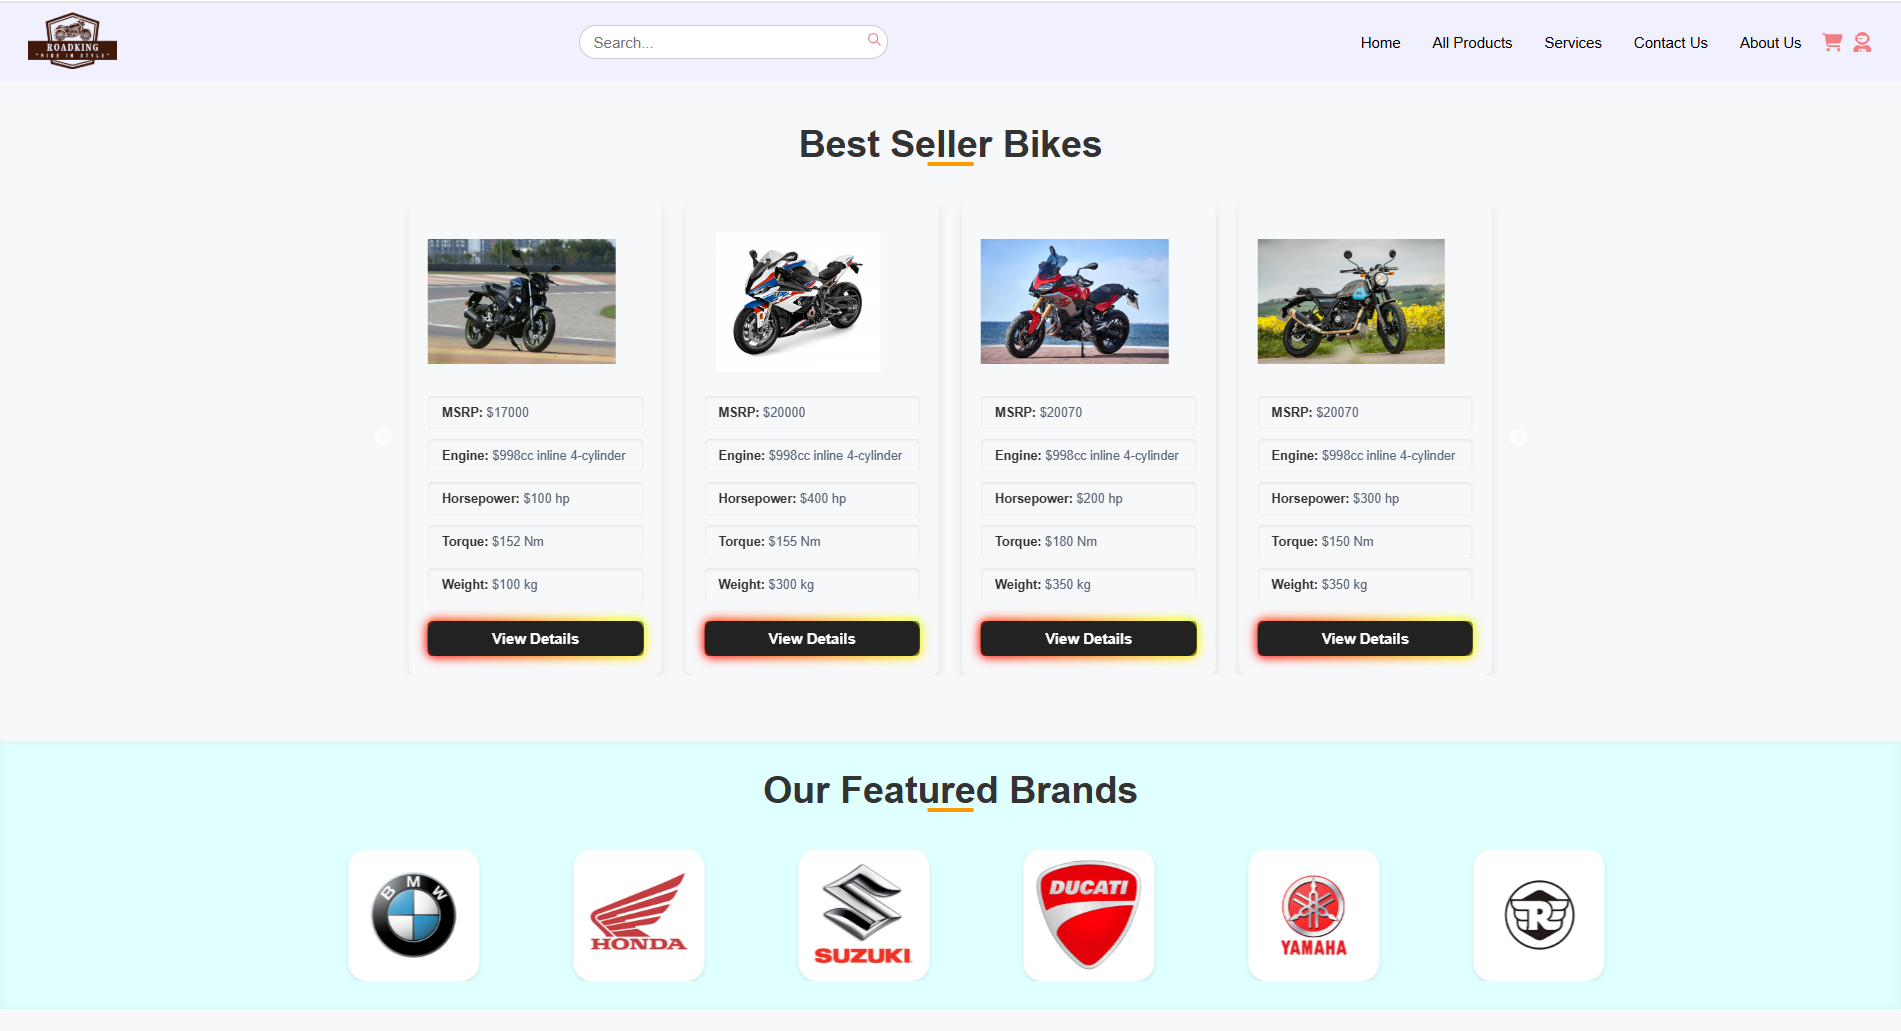 ROADKING
"RIDE IN STYLE"
Search...
Home
All Products
Services
Contact Us
About Us
Best Seller Bikes
MSRP: $17000
Engine: $998cc inline 4-cylinder
Horsepower: $100 hp
Torque: $152 Nm
Weight: $100 kg
View Details
MSRP: $20000
Engine: $998cc inline 4-cylinder
Horsepower: $400 hp
Torque: $155 Nm
Weight: $300 kg
View Details
MSRP: $20070
Engine: $998cc inline 4-cylinder
Horsepower: $200 hp
Torque: $180 Nm
Weight: $350 kg
View Details
MSRP: $20070
Engine: $998cc inline 4-cylinder
Horsepower: $300 hp
Torque: $150 Nm
Weight: $350 kg
View Details
Our Featured Brands
BMW
HONDA
SUZUKI
DUCATI
YAMAHA
R